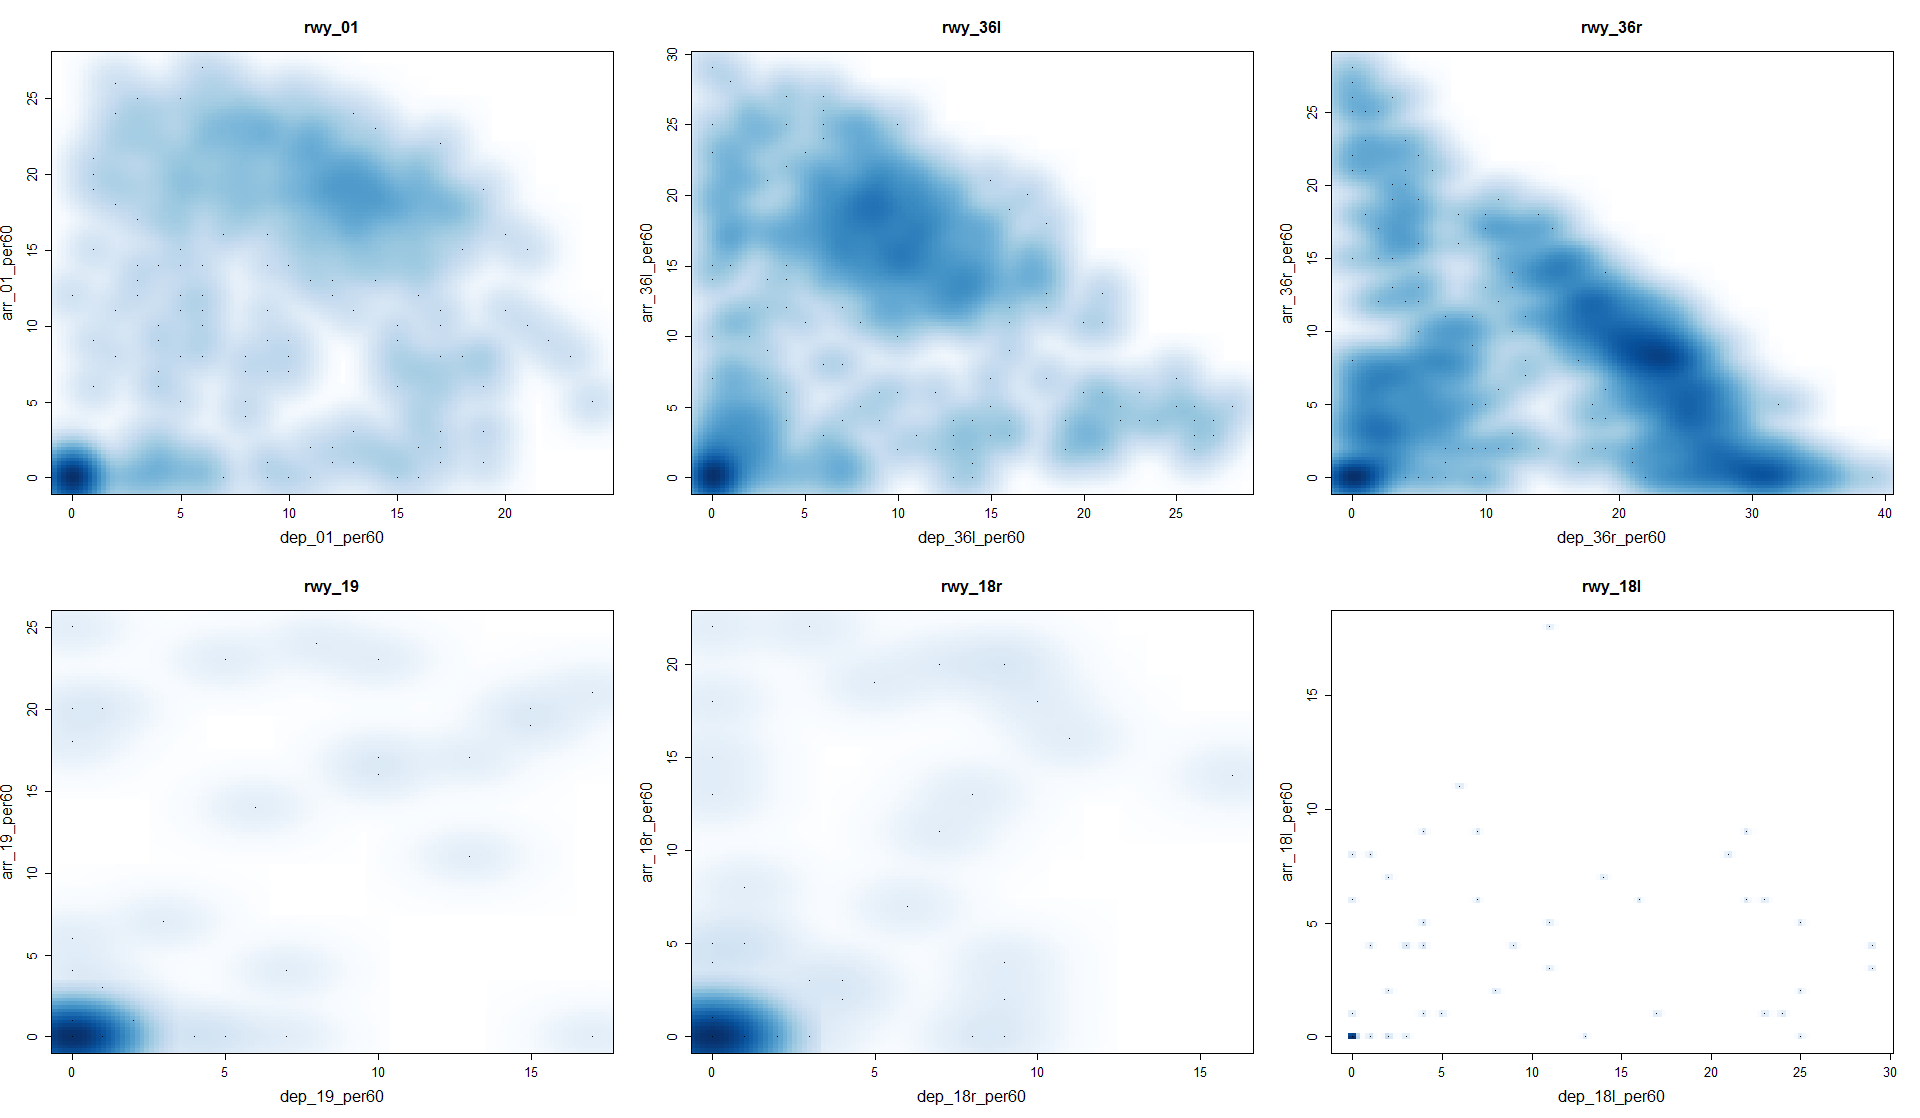 rwy_01
rwy_36l
rwy_36r
arr_01_per60
0 5 10 15 20 25
0 5 10 15 20
dep_01_per60
arr_36l_per60
0 5 10 15 20 25 30
0 5 10 15 20 25
dep_36l_per60
arr_36r_per60
0 5 10 15 20 25
0 10 20 30 40
dep_36r_per60
rwy_19
rwy_18r
rwy_18l
arr_19_per60
0 5 10 15 20 25
0 5 10 15
dep_19_per60
arr_18r_per60
0 5 10 15 20
0 5 10 15
dep_18r_per60
arr_18l_per60
0 5 10 15
0 5 10 15 20 25 30
dep_18l_per60